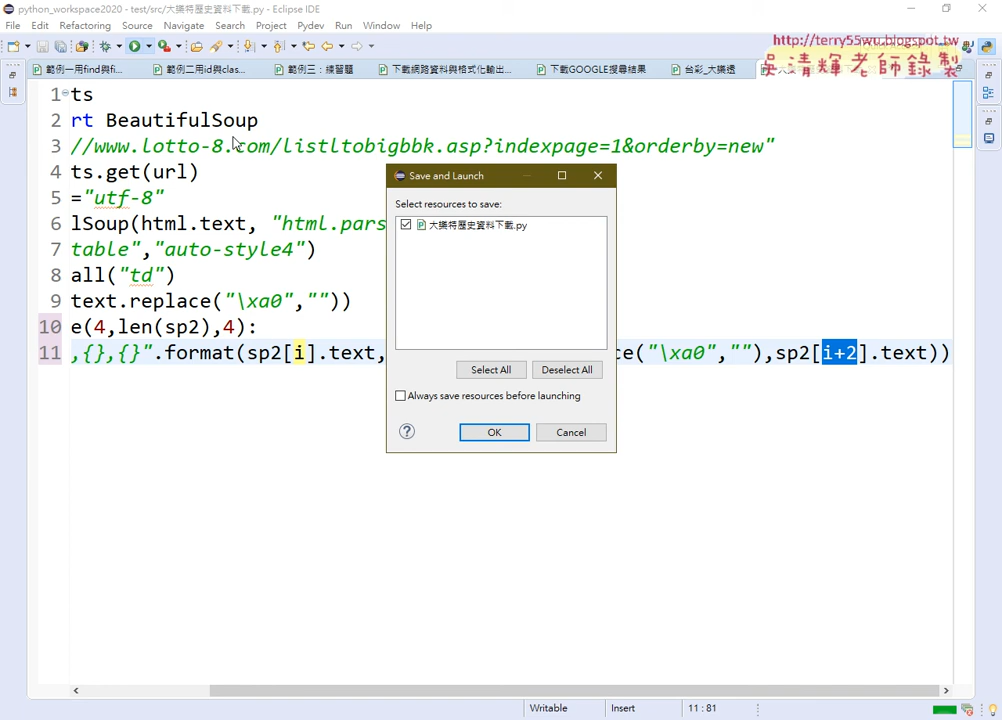 python_workspace2020 - test/src/大樂特歷史資料下載.py - Eclipse IDE
File Edit Refactoring Source Navigate Search Project Pydev Run Window Help
http://terry55wu.blogspot.tw
吳清輝老師錄製
範例一用find與fi... 範例二用id與clas... 範例三：練習題 下載網路資料與格式化輸出... 下載GOOGLE搜尋結果 台彩_大樂透
1 ts
2 rt BeautifulSoup
3 //www.lotto-8.com/listltobigbbk.asp?indexpage=1&orderby=new"
4 ts.get(url)
5 ="utf-8"
6 lSoup(html.text, "html.pars
7 table","auto-style4")
8 all("td")
9 text.replace("\xa0",""))
10 e(4,len(sp2),4):
11 ,{},{}".format(sp2[i].text, ce("\xa0",""),sp2[i+2].text))
Save and Launch
Select resources to save:
大樂特歷史資料下載.py
Select All Deselect All
Always save resources before launching
OK Cancel
Writable Insert 11 : 81